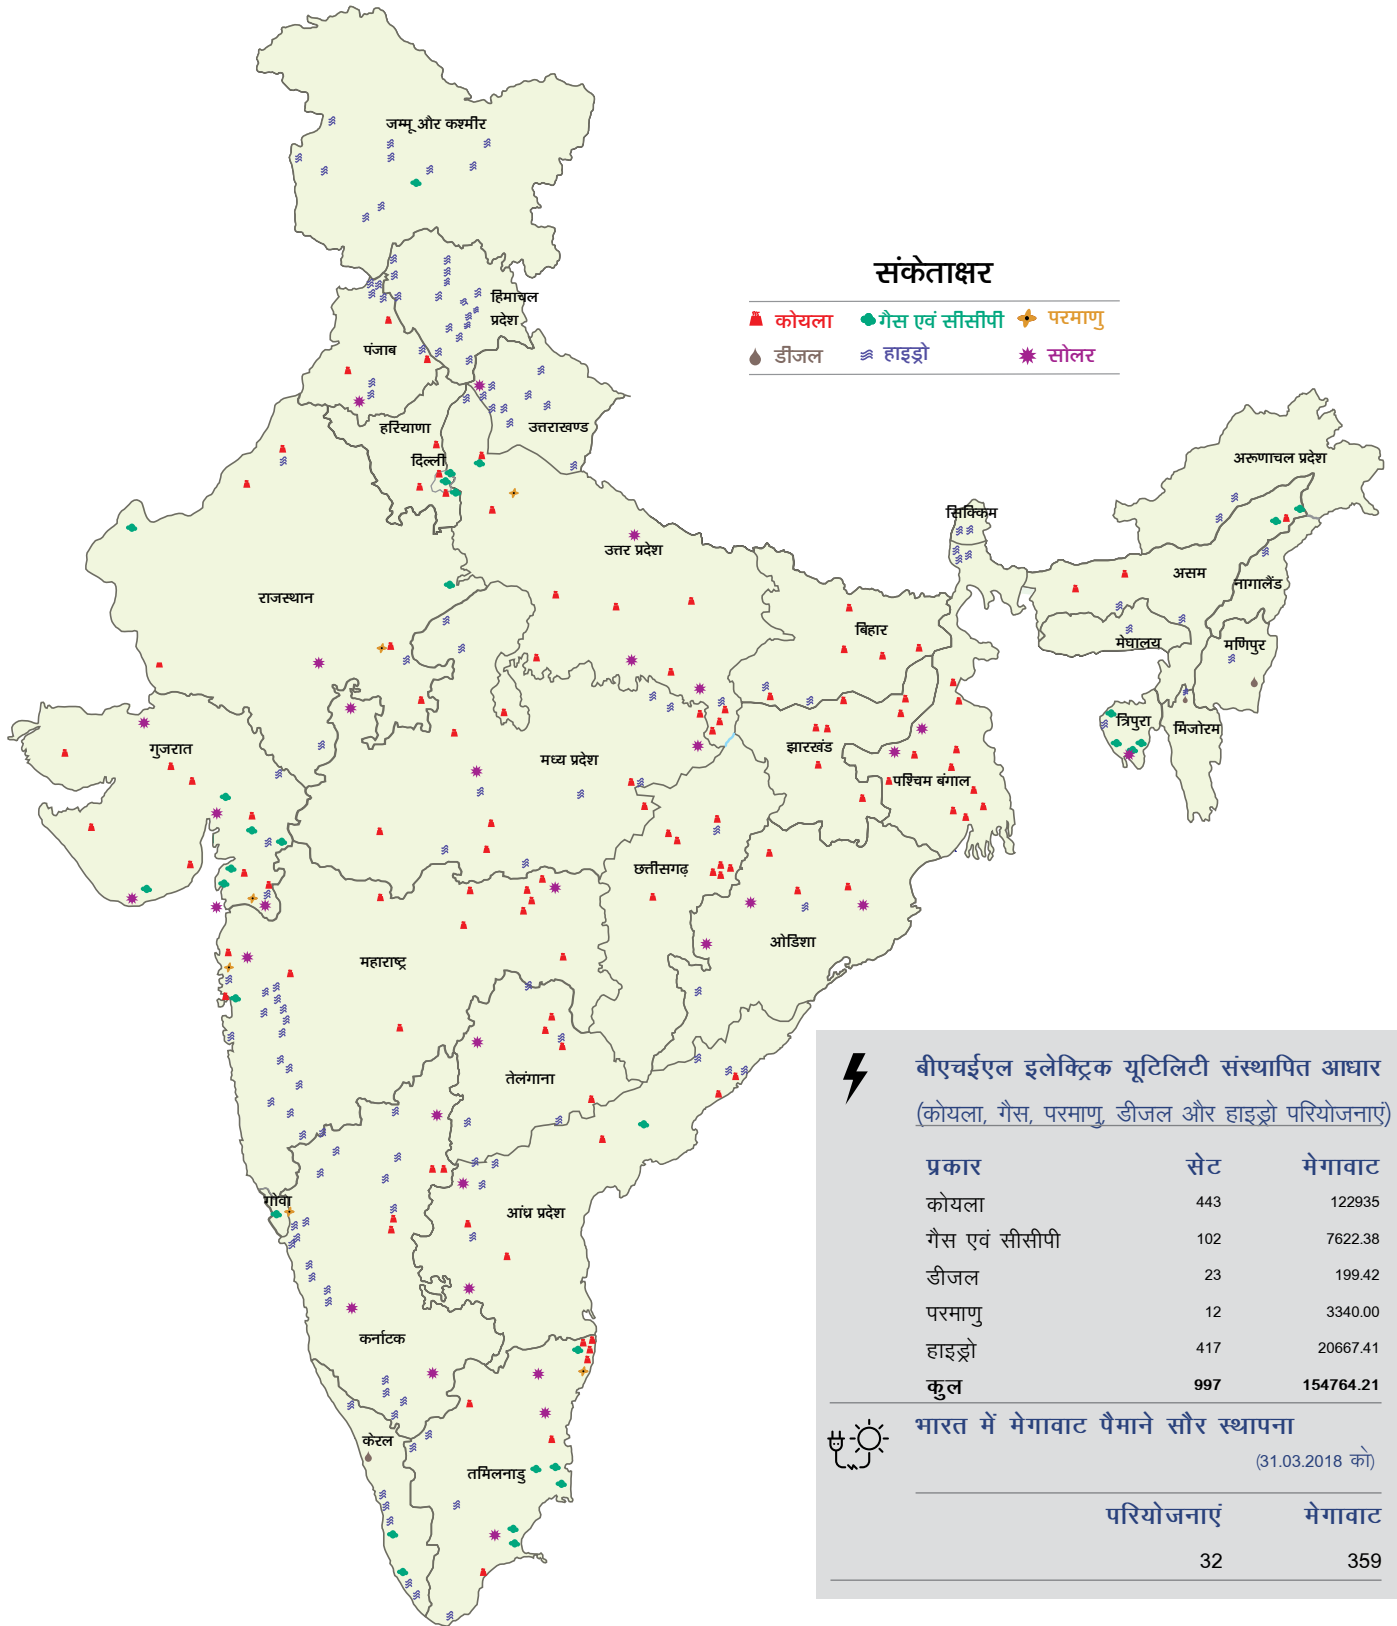 जम्मू और कश्मीर
संकेताक्षर
कोयला गैस एवं सीसीपी परमाणु
डीजल हाइड्रो सोलर
हिमाचल
प्रदेश
पंजाब
हरियाणा
उत्तराखण्ड
दिल्ली
अरूणाचल प्रदेश
सिक्किम
उत्तर प्रदेश
असम
नागालैंड
राजस्थान
बिहार
मेघालय
मणिपुर
त्रिपुरा
मिजोरम
गुजरात
मध्य प्रदेश
झारखंड
पश्चिम बंगाल
छत्तीसगढ़
ओडिशा
महाराष्ट्र
तेलंगाना
गोवा
आंध्र प्रदेश
कर्नाटक
केरल
तमिलनाडु
बीएचईएल इलेक्ट्रिक यूटिलिटी संस्थापित आधार
(कोयला, गैस, परमाणु, डीजल और हाइड्रो परियोजनाएं)
प्रकार सेट मेगावाट
कोयला 443 122935
गैस एवं सीसीपी 102 7622.38
डीजल 23 199.42
परमाणु 12 3340.00
हाइड्रो 417 20667.41
कुल 997 154764.21
भारत में मेगावाट पैमाने सौर स्थापना
(31.03.2018 को)
परियोजनाएं मेगावाट
32 359